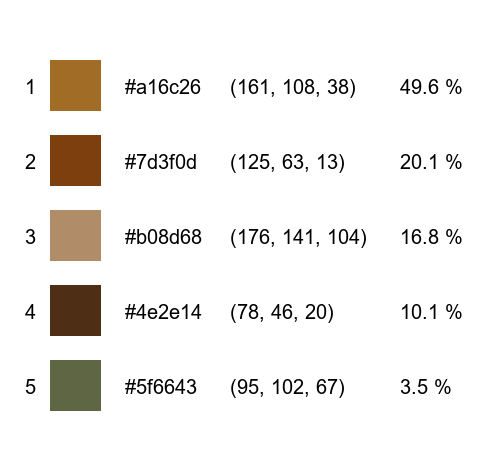 1 #a16c26 (161, 108, 38) 49.6 %
2 #7d3f0d (125, 63, 13) 20.1 %
3 #b08d68 (176, 141, 104) 16.8 %
4 #4e2e14 (78, 46, 20) 10.1 %
5 #5f6643 (95, 102, 67) 3.5 %